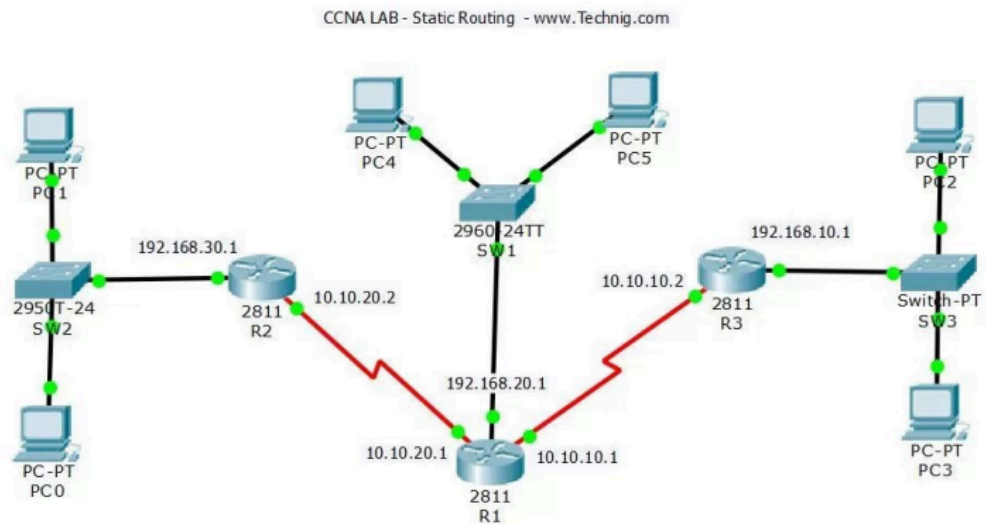 CCNA LAB - Static Routing - www.Technig.com
PC-PT
PC1
PC-PT
PC4
PC-PT
PC5
PC-PT
PC2
2960-24TT
SW1
192.168.30.1
192.168.10.1
2950T-24
SW2
2811
R2
10.10.20.2
10.10.10.2
2811
R3
Switch-PT
SW3
192.168.20.1
PC-PT
PC0
10.10.20.1
10.10.10.1
2811
R1
PC-PT
PC3